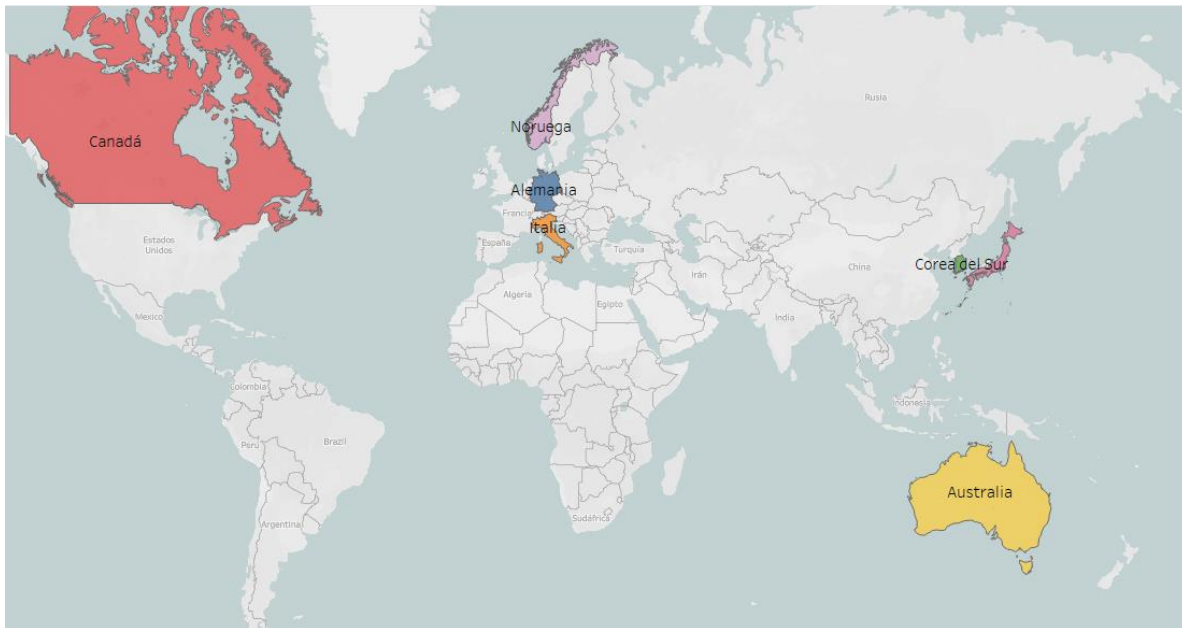 Rusia
Noruega
Canadá
Alemania
Francia
Italia
España
Estados
Unidos
Turquía
Corea del Sur
China
Irán
Argelia
Egipto
Mexico
India
Colombia
Indonesia
Perú
Brazil
Australia
Sudáfrica
Argentina